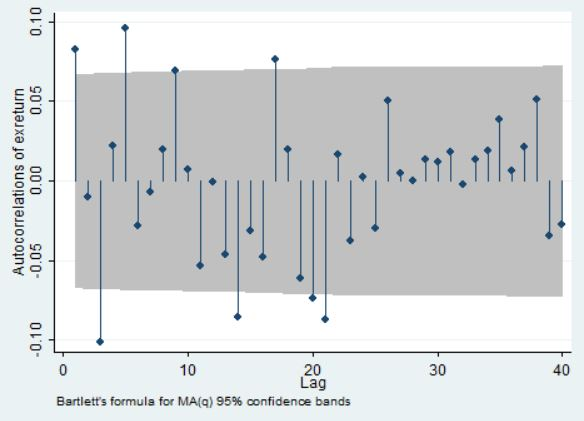 0.10
0.05
0.00
-0.05
-0.10
Autocorrelations of exreturn
0 10 20 30 40
Lag
Bartlett's formula for MA(q) 95% confidence bands